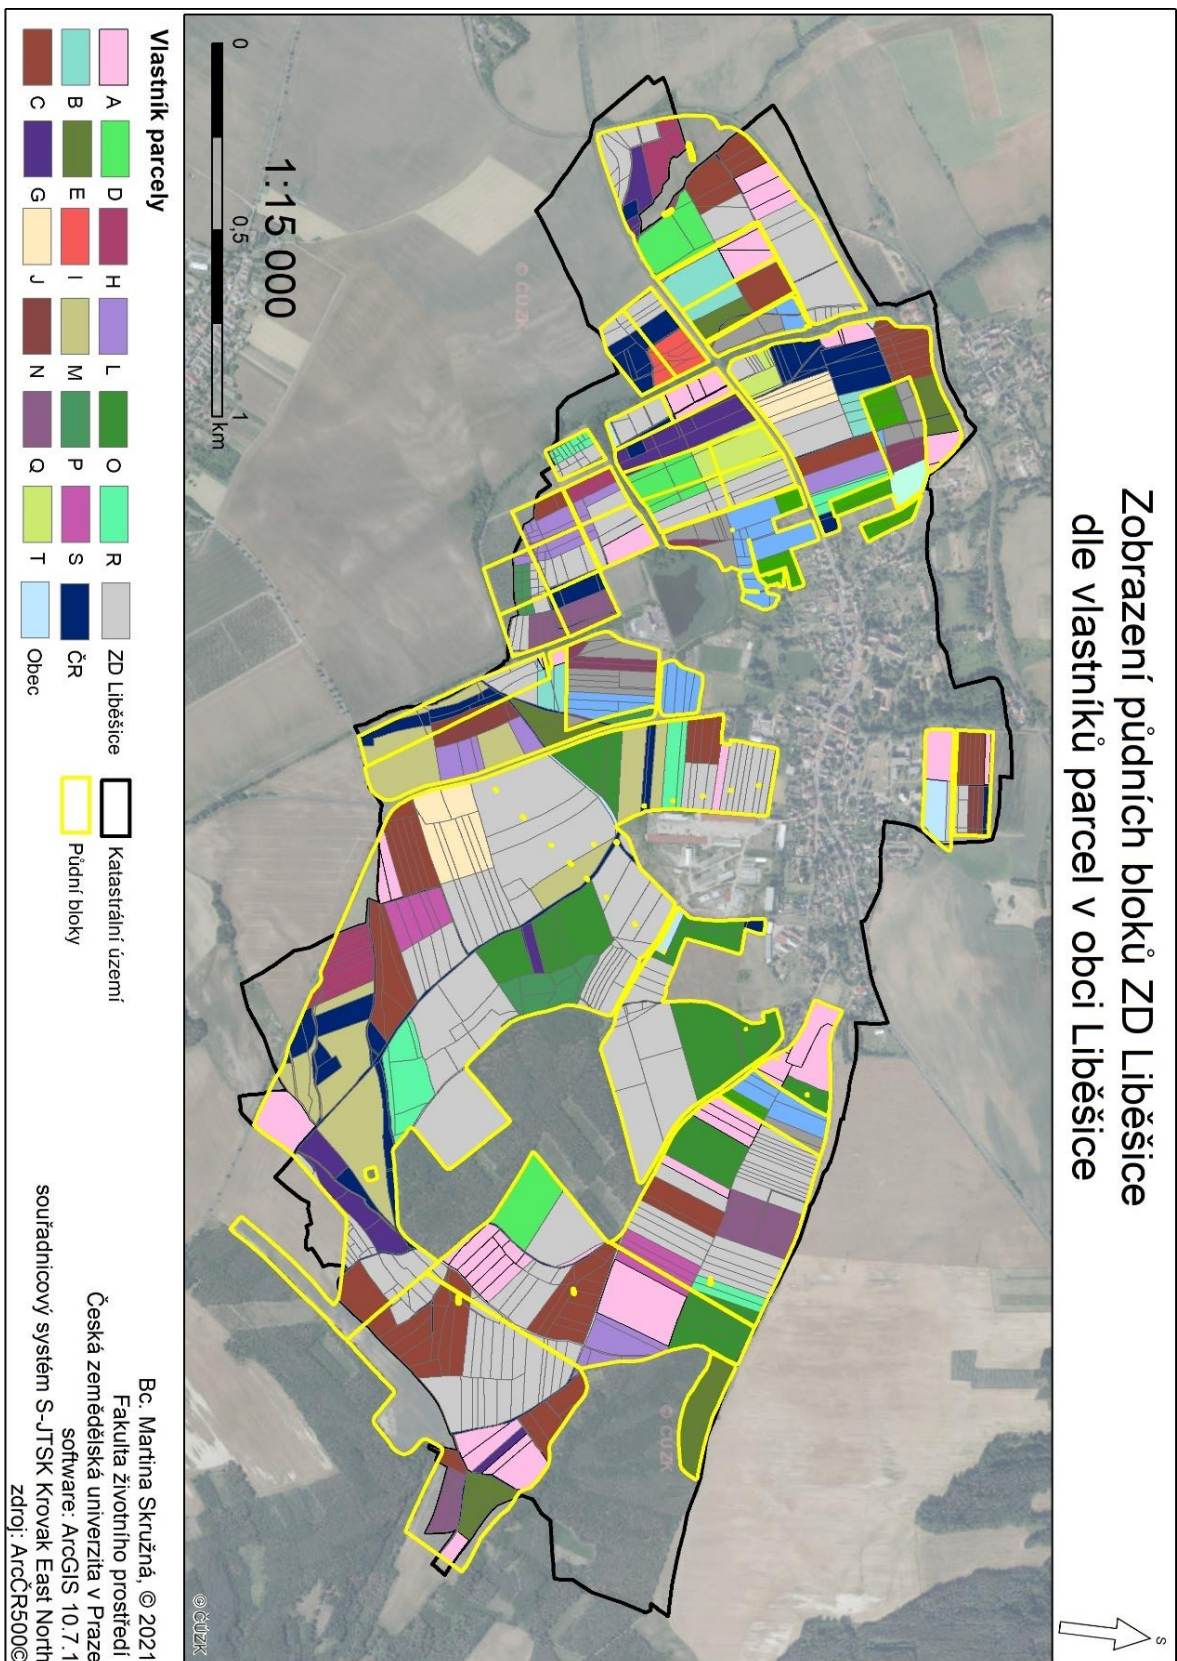 Zobrazení půdních bloků ZD Liběšice
dle vlastníků parcel v obci Liběšice
S
© ČÚZK
© ČÚZK
© ČÚZK
1:15 000
0 0,5 1
km
Vlastník parcely
A D H L O R ZD Liběšice Katastrální území
B E I M P S ČR Půdní bloky
C G J N Q T Obec
Bc. Martina Skružná, © 2021
Fakulta životního prostředí
Česká zemědělská univerzita v Praze
software: ArcGIS 10.7.1
souřadnicový systém S-JTSK Krovak East North
zdroj: ArcČR500©